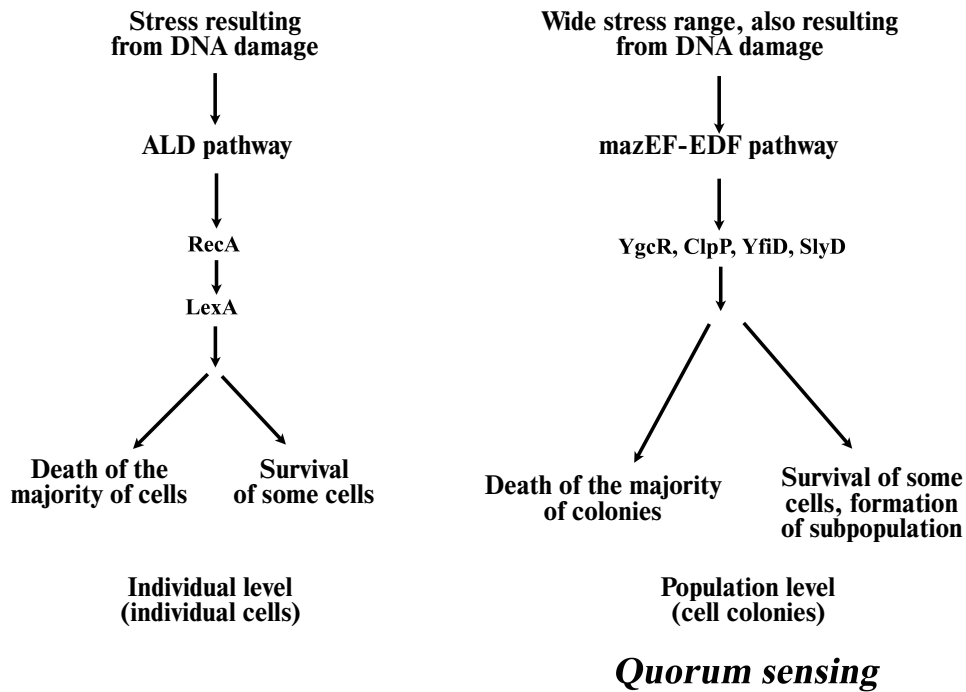 Stress resulting
from DNA damage
ALD pathway
RecA
LexA
Death of the
majority of cells
Survival
of some cells
Individual level
(individual cells)
Wide stress range, also resulting
from DNA damage
mazEF-EDF pathway
YgcR, ClpP, YfiD, SlyD
Death of the majority
of colonies
Survival of some
cells, formation
of subpopulation
Population level
(cell colonies)
Quorum sensing